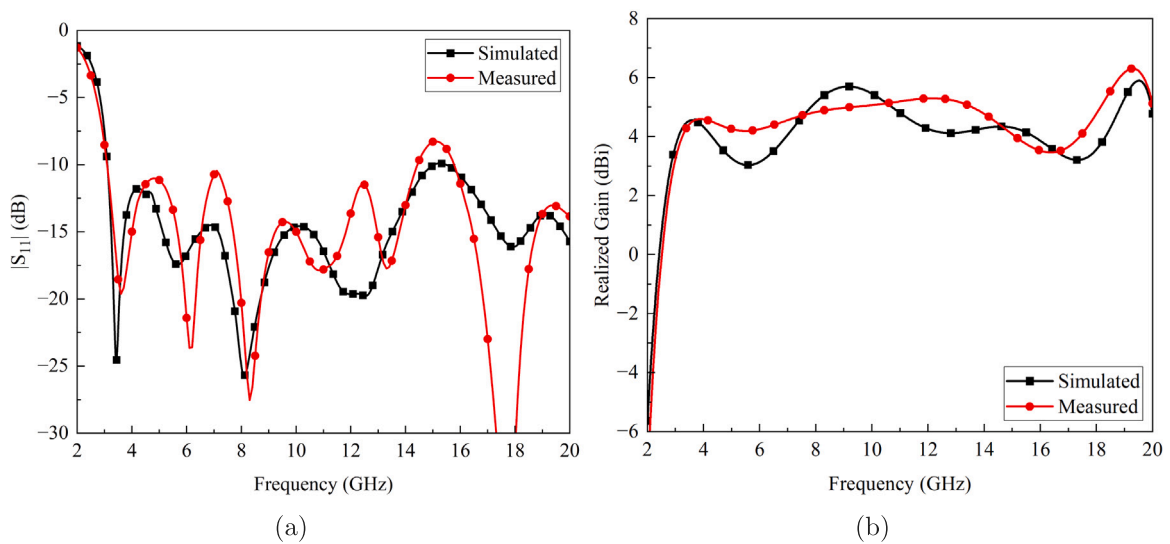 0
−5
−10
−15
−20
−25
−30
|S11| (dB)
Simulated
Measured
2 4 6 8 10 12 14 16 18 20
Frequency (GHz)
(a)
8
6
4
2
0
−2
−4
−6
Realized Gain (dBi)
Simulated
Measured
2 4 6 8 10 12 14 16 18 20
Frequency (GHz)
(b)